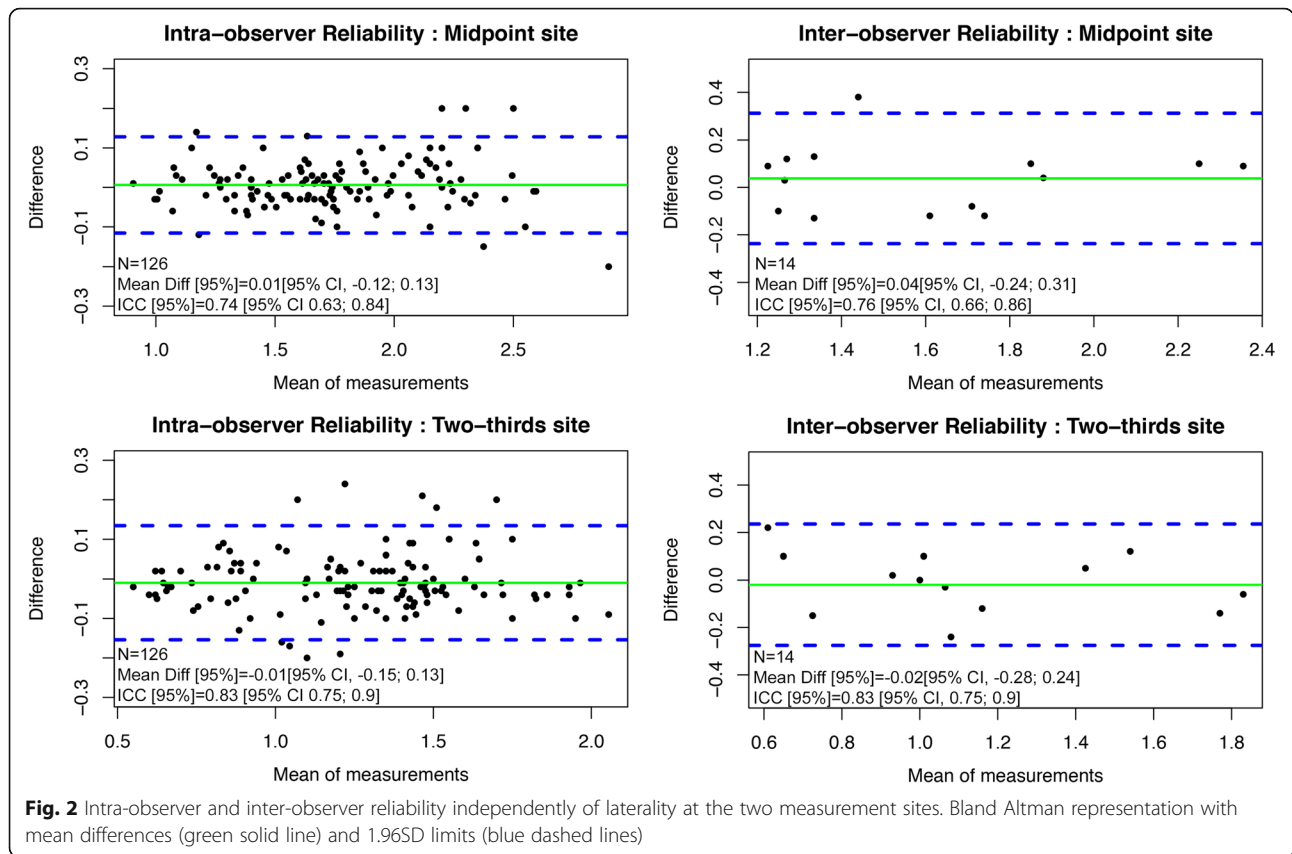 Intra−observer Reliability : Midpoint site
Difference
0.3
0.1
−0.1
−0.3
N=126
Mean Diff [95%]=0.01[95% CI, -0.12; 0.13]
ICC [95%]=0.74 [95% CI 0.63; 0.84]
1.0 1.5 2.0 2.5
Mean of measurements
Inter−observer Reliability : Midpoint site
Difference
0.4
0.2
0.0
−0.2
−0.4
N=14
Mean Diff [95%]=0.04[95% CI, -0.24; 0.31]
ICC [95%]=0.76 [95% CI, 0.66; 0.86]
1.2 1.4 1.6 1.8 2.0 2.2 2.4
Mean of measurements
Intra−observer Reliability : Two−thirds site
Difference
0.3
0.1
−0.1
−0.3
N=126
Mean Diff [95%]=-0.01[95% CI, -0.15; 0.13]
ICC [95%]=0.83 [95% CI 0.75; 0.9]
0.5 1.0 1.5 2.0
Mean of measurements
Inter−observer Reliability : Two−thirds site
Difference
0.4
0.2
0.0
−0.2
−0.4
N=14
Mean Diff [95%]=-0.02[95% CI, -0.28; 0.24]
ICC [95%]=0.83 [95% CI, 0.75; 0.9]
0.6 0.8 1.0 1.2 1.4 1.6 1.8
Mean of measurements
Fig. 2 Intra-observer and inter-observer reliability independently of laterality at the two measurement sites. Bland Altman representation with
mean differences (green solid line) and 1.96SD limits (blue dashed lines)